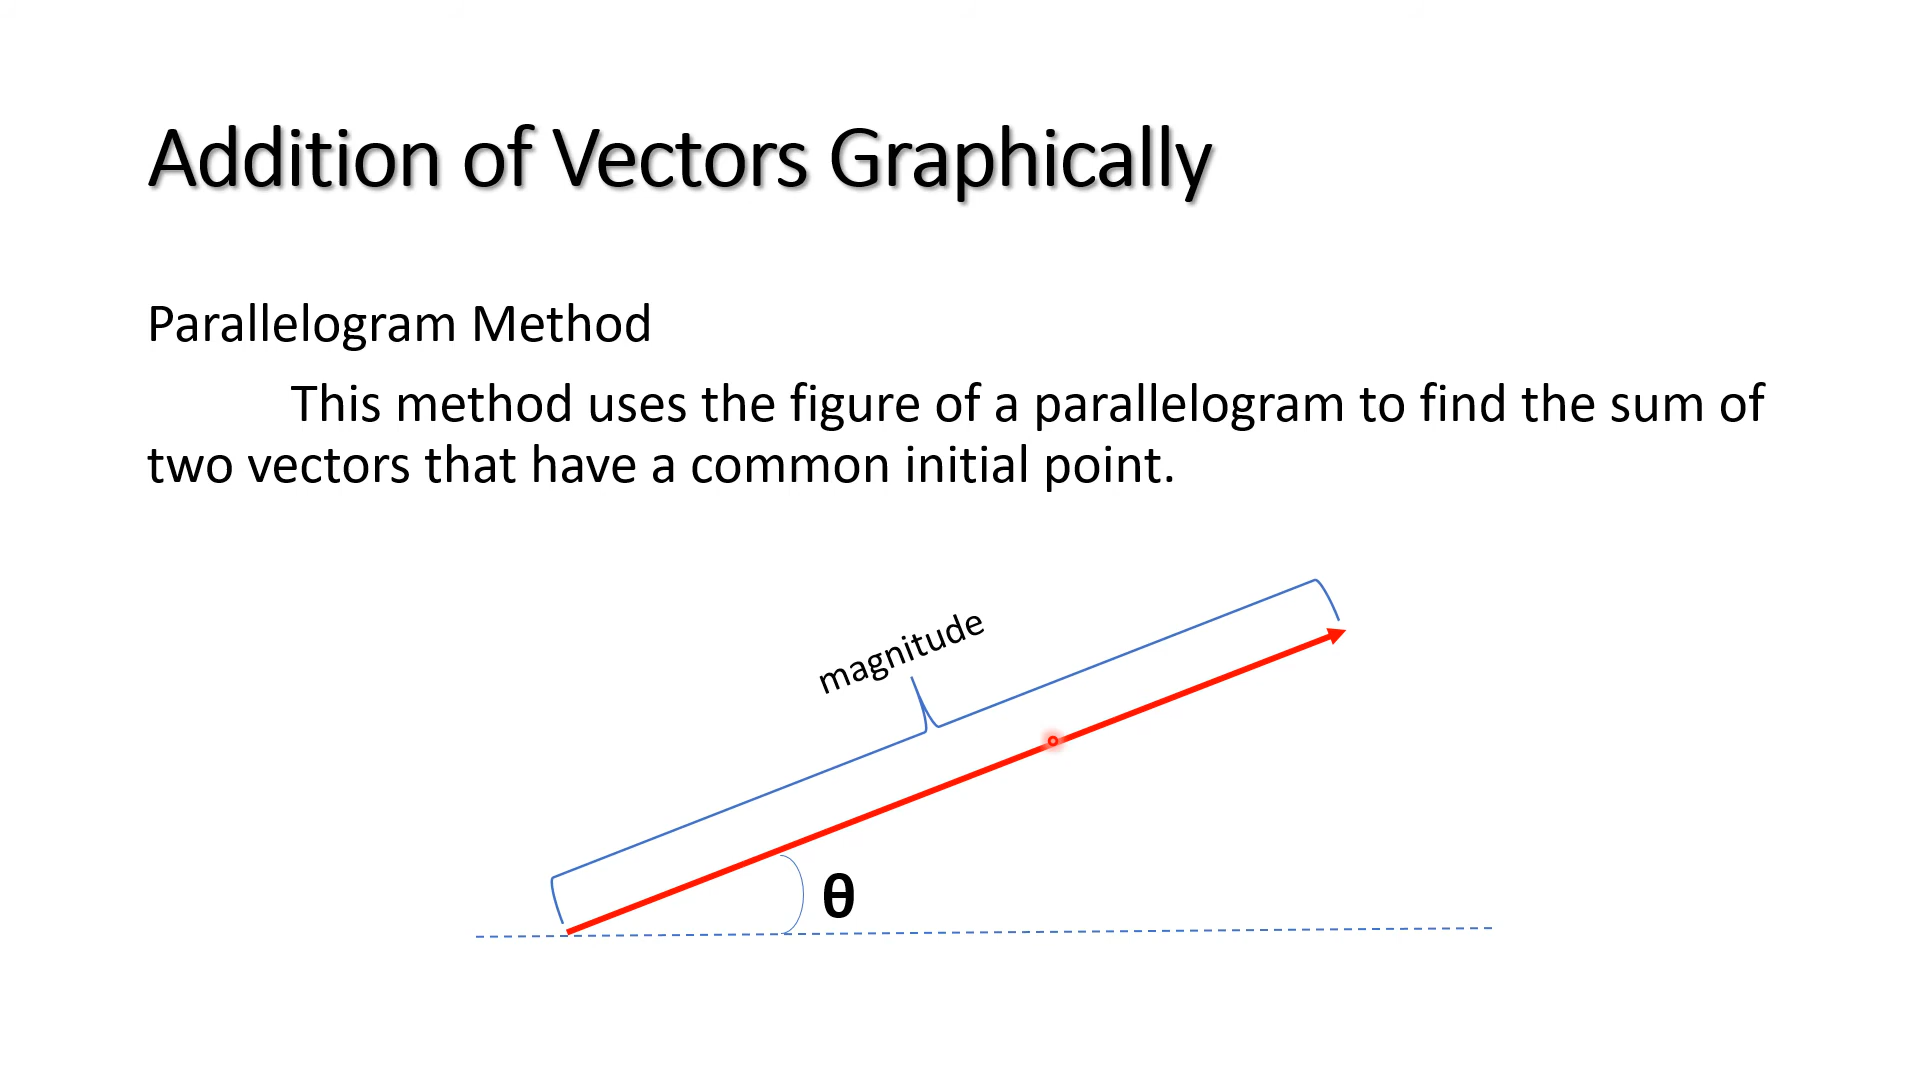 Addition of Vectors Graphically
Parallelogram Method
This method uses the figure of a parallelogram to find the sum of
two vectors that have a common initial point.
magnitude
θ